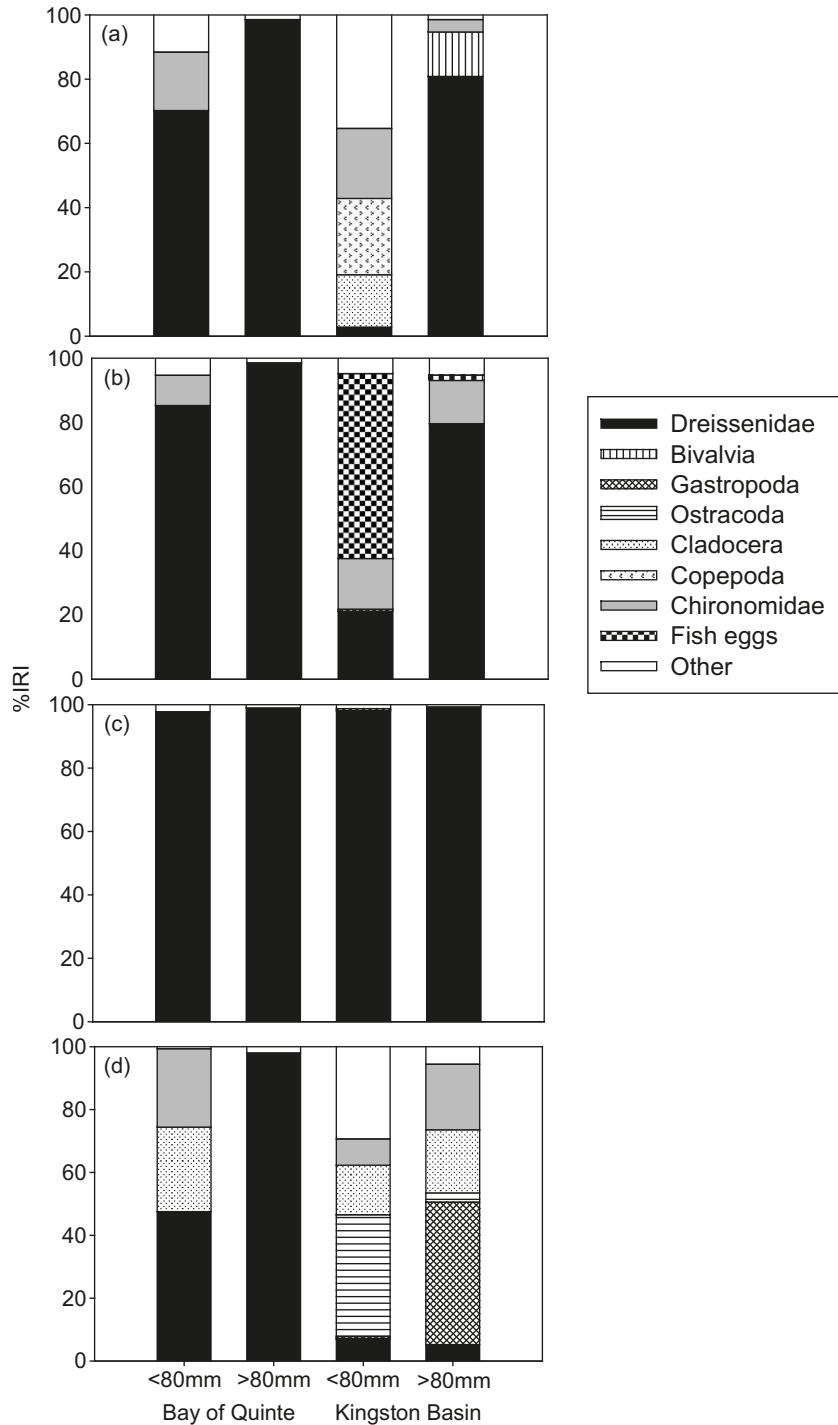 %IRI
(a)
100
80
60
40
20
0
(b)
100
80
60
40
20
0
(c)
100
80
60
40
20
0
(d)
100
80
60
40
20
0
<80mm >80mm <80mm >80mm
Bay of Quinte Kingston Basin
Dreissenidae
Bivalvia
Gastropoda
Ostracoda
Cladocera
Copepoda
Chironomidae
Fish eggs
Other